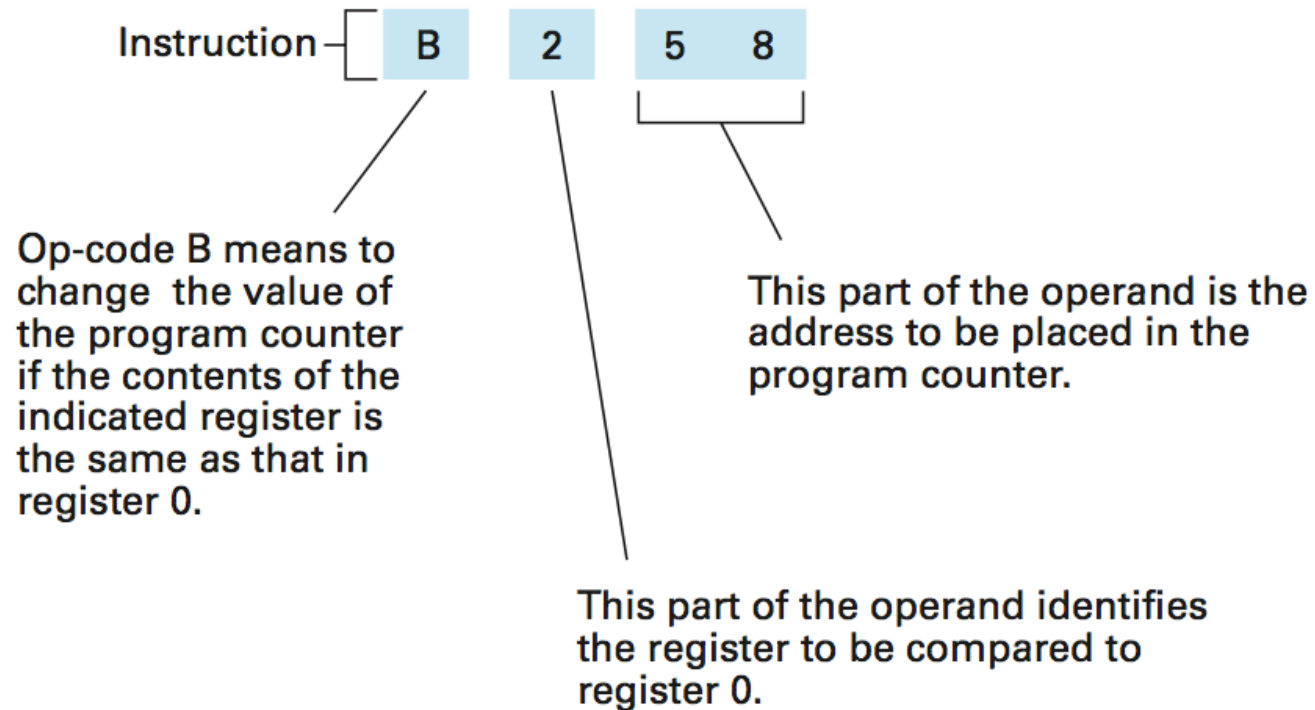 Instruction B 2 5 8
Op-code B means to
change the value of
the program counter
if the contents of the
indicated register is
the same as that in
register 0.
This part of the operand is the
address to be placed in the
program counter.
This part of the operand identifies
the register to be compared to
register 0.